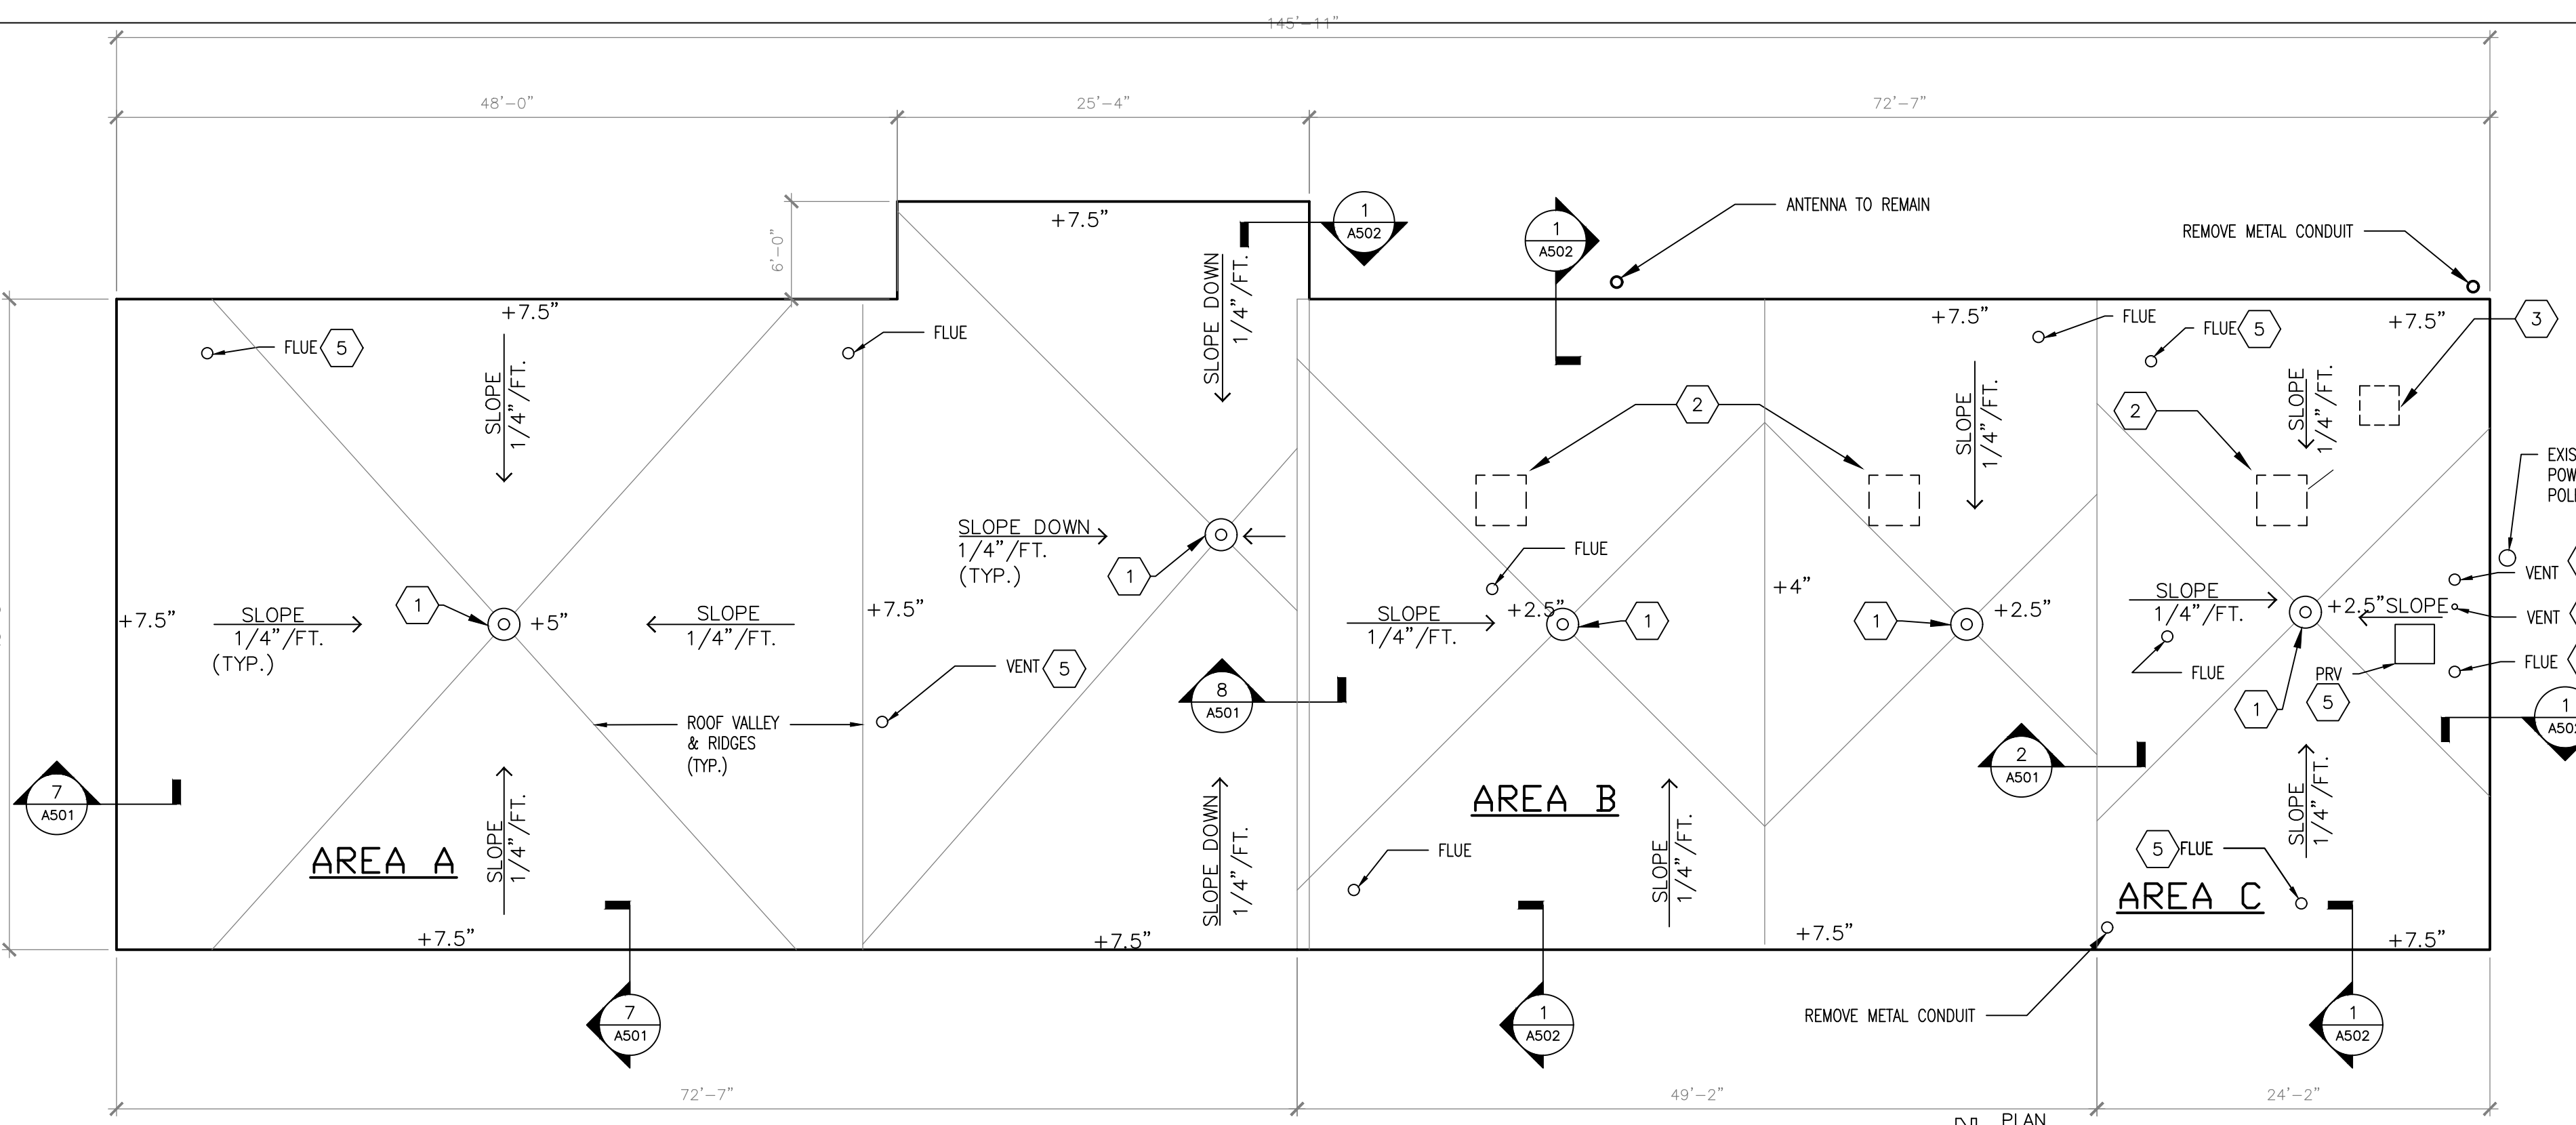 145'-11"
48'-0"
25'-4"
72'-7"
6'-0"
+7.5"
1
A502
1
A502
ANTENNA TO REMAIN
REMOVE METAL CONDUIT
+7.5"
+7.5"
+7.5"
3
FLUE 5
FLUE
FLUE
FLUE 5
SLOPE
1/4"/FT.
SLOPE DOWN
1/4"/FT.
SLOPE
1/4"/FT.
SLOPE
1/4"/FT.
2
2
SLOPE DOWN
1/4"/FT.
(TYP.)
1
FLUE
1
+7.5"
SLOPE
1/4"/FT.
(TYP.)
+5"
SLOPE
1/4"/FT.
+7.5"
SLOPE
1/4"/FT.
+2.5"
1
+4"
1
+2.5"
SLOPE
1/4"/FT.
FLUE
+2.5" SLOPE
VENT
VENT
FLUE
PRV
5
1
VENT 5
8
A501
ROOF VALLEY
& RIDGES
(TYP.)
7
A501
2
A501
1
AREA A
AREA B
AREA C
SLOPE
1/4"/FT.
SLOPE DOWN
1/4"/FT.
SLOPE
1/4"/FT.
SLOPE
1/4"/FT.
FLUE
5 FLUE
+7.5"
+7.5"
+7.5"
+7.5"
7
A501
1
A502
REMOVE METAL CONDUIT
1
A502
72'-7"
49'-2"
24'-2"
PLAN